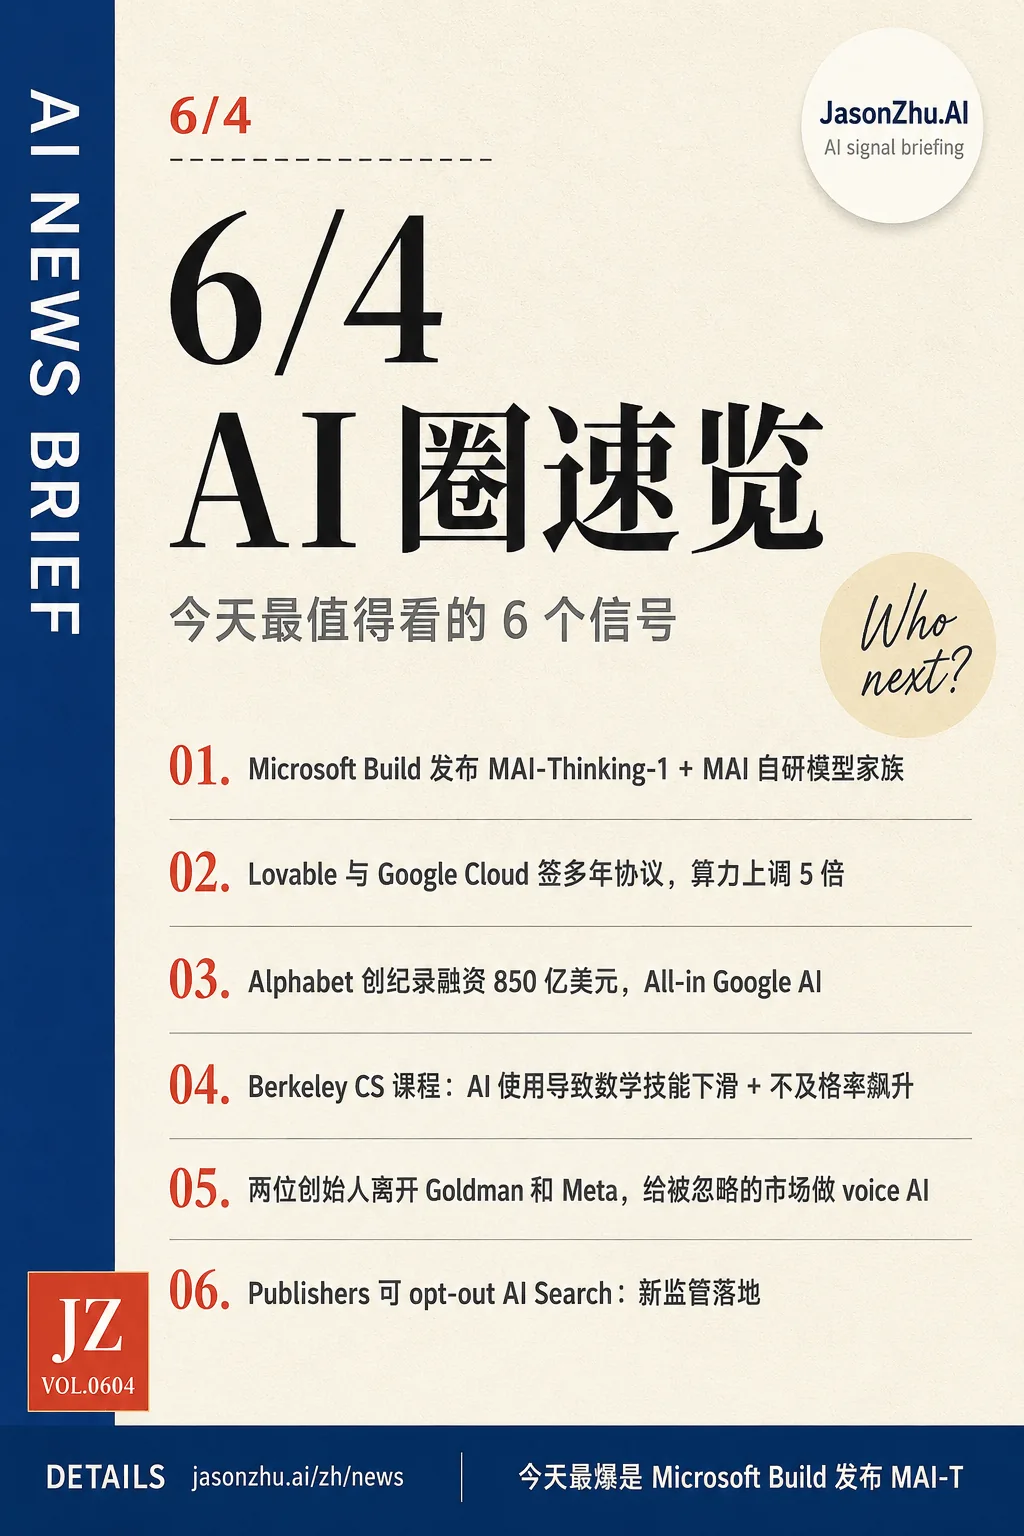 AI NEWS BRIEF
6/4
JasonZhu.AI
AI signal briefing
6/4
AI 圈速览
今天最值得看的 6 个信号
Who
next?
01. Microsoft Build 发布 MAI-Thinking-1 + MAI 自研模型家族
02. Lovable 与 Google Cloud 签多年协议，算力上调 5 倍
03. Alphabet 创纪录融资 850 亿美元，All-in Google AI
04. Berkeley CS 课程：AI 使用导致数学技能下滑 + 不及格率飙升
05. 两位创始人离开 Goldman 和 Meta，给被忽略的市场做 voice AI
06. Publishers 可 opt-out AI Search：新监管落地
JZ
VOL.0604
DETAILS jasonzhu.ai/zh/news
今天最爆是 Microsoft Build 发布 MAI-T